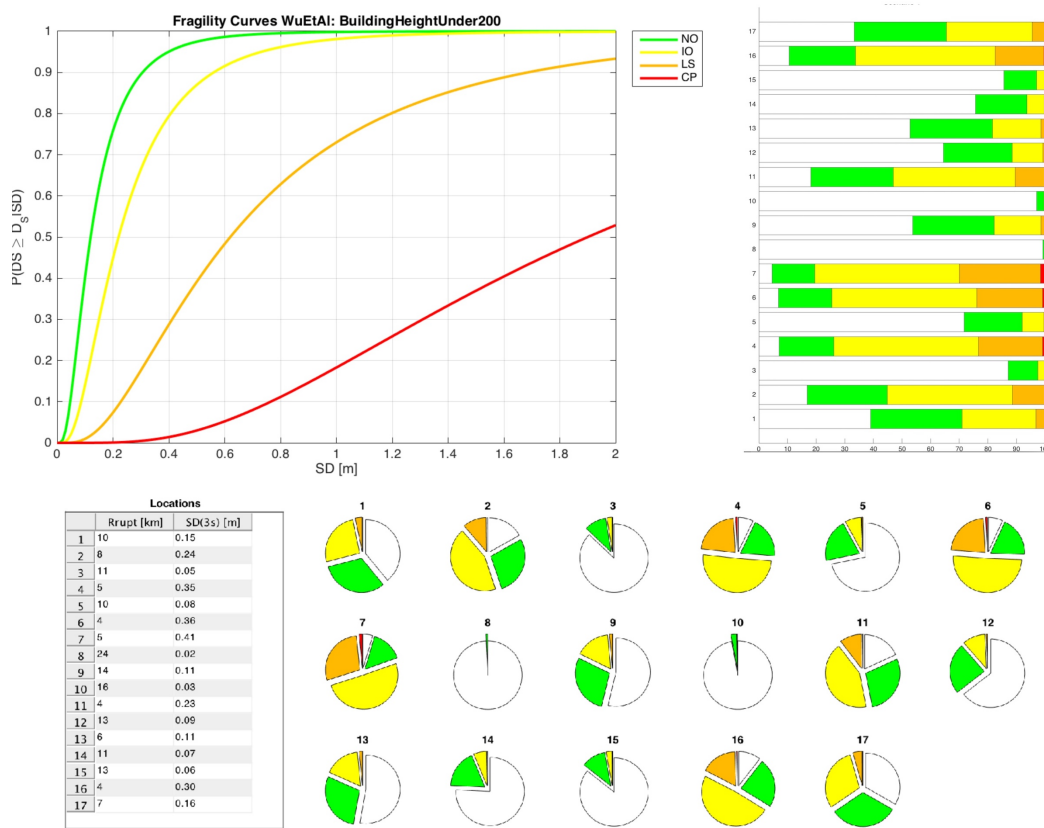 Fragility Curves WuEtAl: BuildingHeightUnder200
P(DS ≥ D_S|SD)
1
0.9
0.8
0.7
0.6
0.5
0.4
0.3
0.2
0.1
0
0 0.2 0.4 0.6 0.8 1 1.2 1.4 1.6 1.8 2
SD [m]
NO
IO
LS
CP
17
16
15
14
13
12
11
10
9
8
7
6
5
4
3
2
1
0 10 20 30 40 50 60 70 80 90
Locations
Rrupt [km] SD(3s) [m]
1 10 0.15
2 8 0.24
3 11 0.05
4 5 0.35
5 10 0.08
6 4 0.36
7 5 0.41
8 24 0.02
9 14 0.11
10 16 0.03
11 4 0.23
12 13 0.09
13 6 0.11
14 11 0.07
15 13 0.06
16 4 0.30
17 7 0.16
1 2 3 4 5 6
7 8 9 10 11 12
13 14 15 16 17